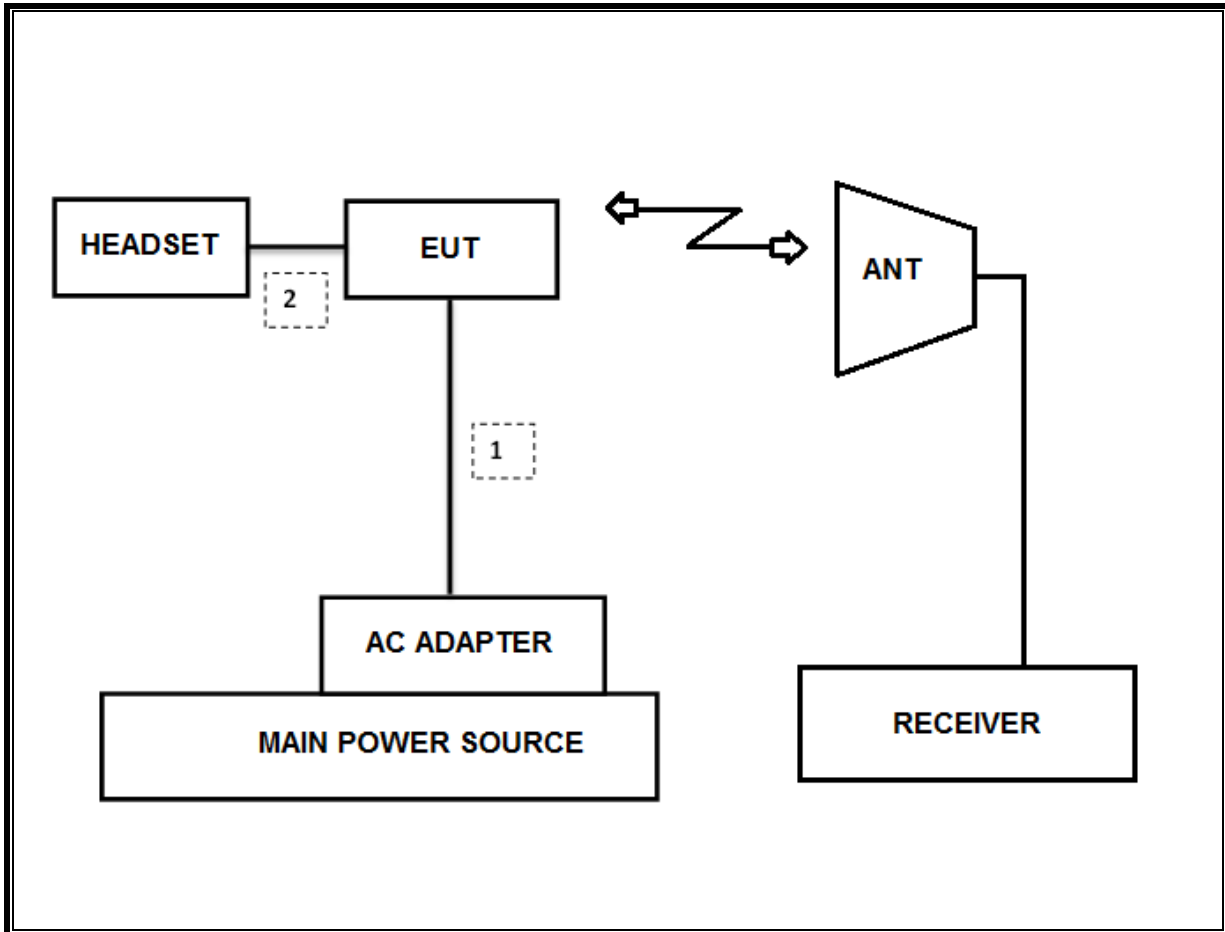 HEADSET
EUT
ANT
2
1
AC ADAPTER
MAIN POWER SOURCE
RECEIVER